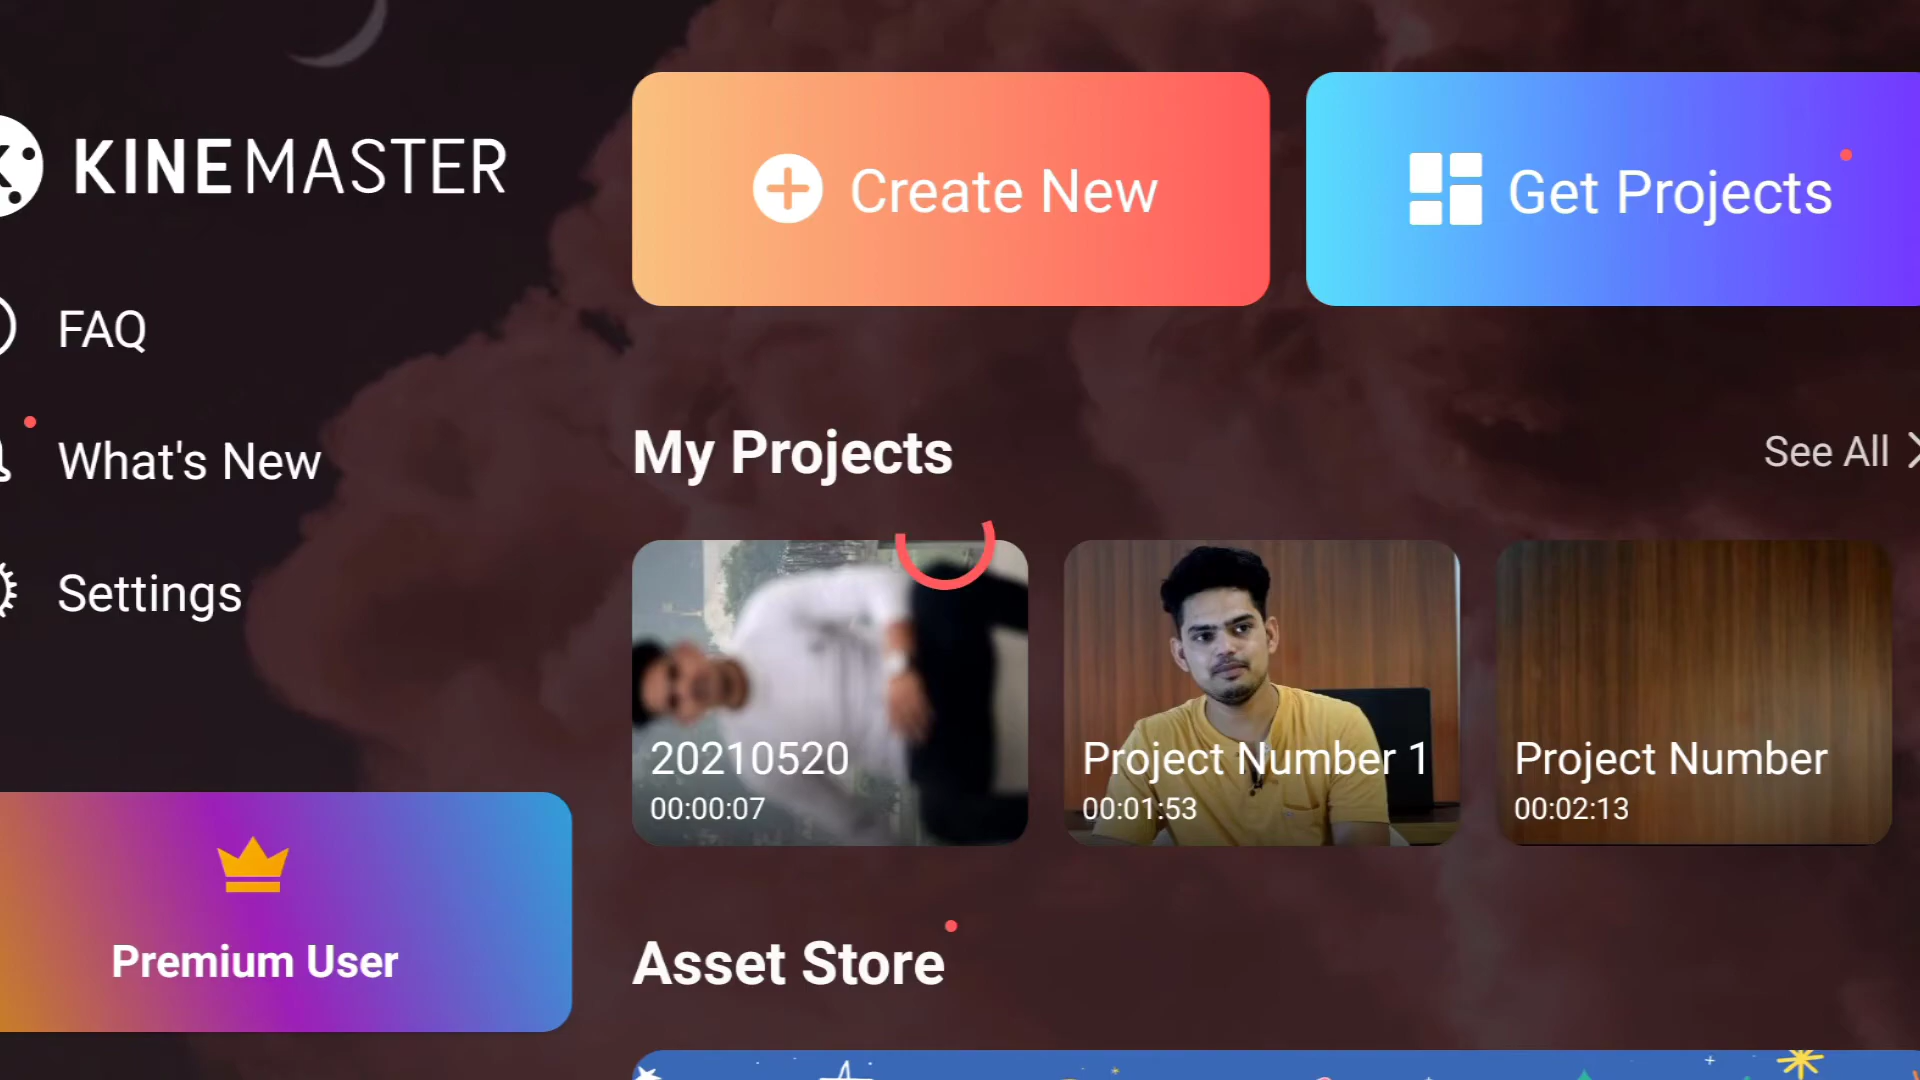 KINEMASTER
FAQ
What's New
Settings
Premium User
Create New
Get Projects
My Projects
See All
20210520
00:00:07
Project Number 1
00:01:53
Project Number
00:02:13
Asset Store